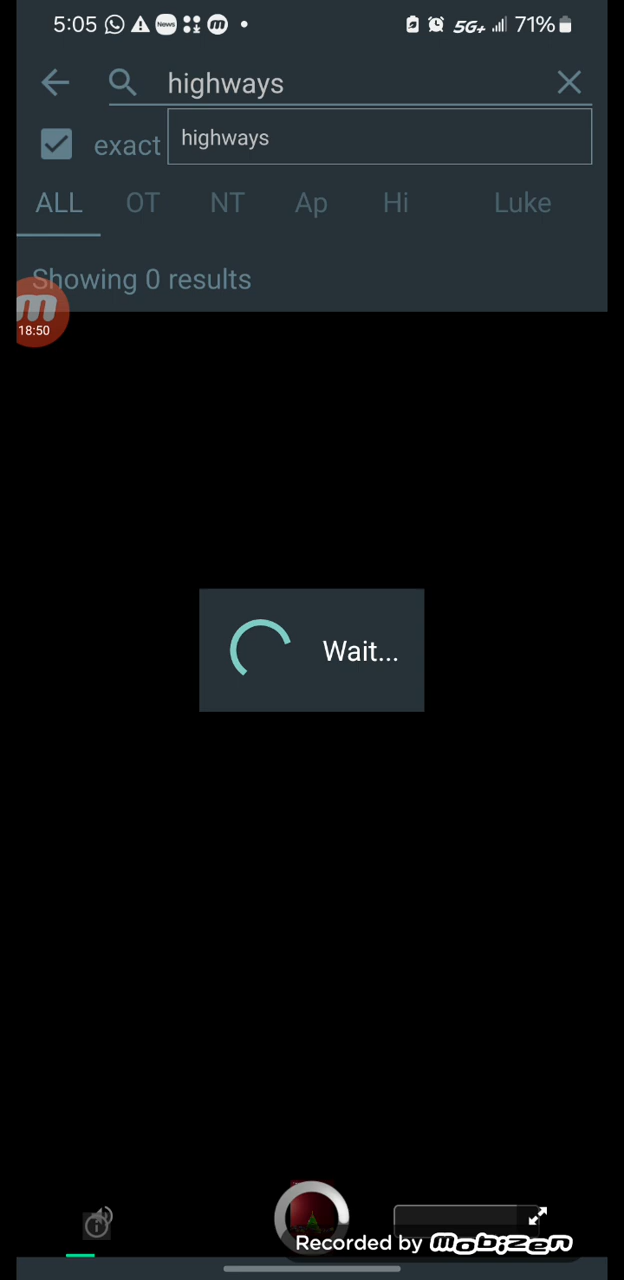 5:05 News m 5G+ 71%
highways
highways
exact
ALL OT NT Ap Hi Luke
Showing 0 results
m
18:50
Wait...
Recorded by mobizen